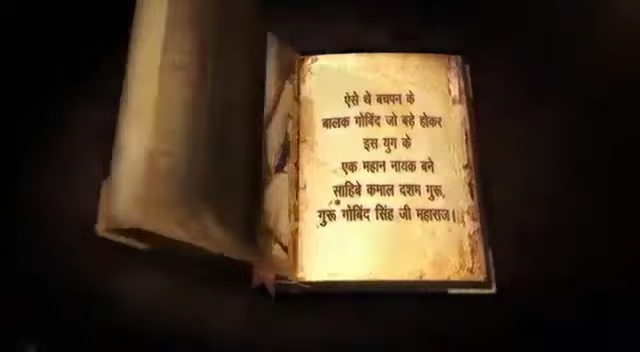 ऐसे थे बचपन के
बालक गोबिंद जो बड़े होकर
इस युग के
एक महान नायक बने
साहिबे कमाल दशम गुरू,
गुरू गोबिंद सिंह जी महाराज।